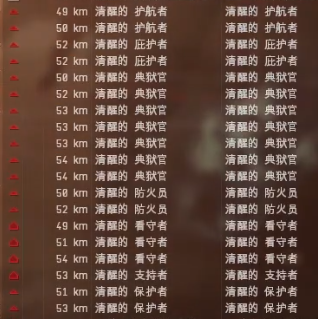 49 km 清醒的 护航者 清醒的 护航者
50 km 清醒的 护航者 清醒的 护航者
52 km 清醒的 庇护者 清醒的 庇护者
52 km 清醒的 庇护者 清醒的 庇护者
50 km 清醒的 典狱官 清醒的 典狱官
52 km 清醒的 典狱官 清醒的 典狱官
53 km 清醒的 典狱官 清醒的 典狱官
53 km 清醒的 典狱官 清醒的 典狱官
53 km 清醒的 典狱官 清醒的 典狱官
54 km 清醒的 典狱官 清醒的 典狱官
54 km 清醒的 典狱官 清醒的 典狱官
50 km 清醒的 防火员 清醒的 防火员
52 km 清醒的 防火员 清醒的 防火员
49 km 清醒的 看守者 清醒的 看守者
51 km 清醒的 看守者 清醒的 看守者
54 km 清醒的 看守者 清醒的 看守者
53 km 清醒的 支持者 清醒的 支持者
51 km 清醒的 保护者 清醒的 保护者
53 km 清醒的 保护者 清醒的 保护者